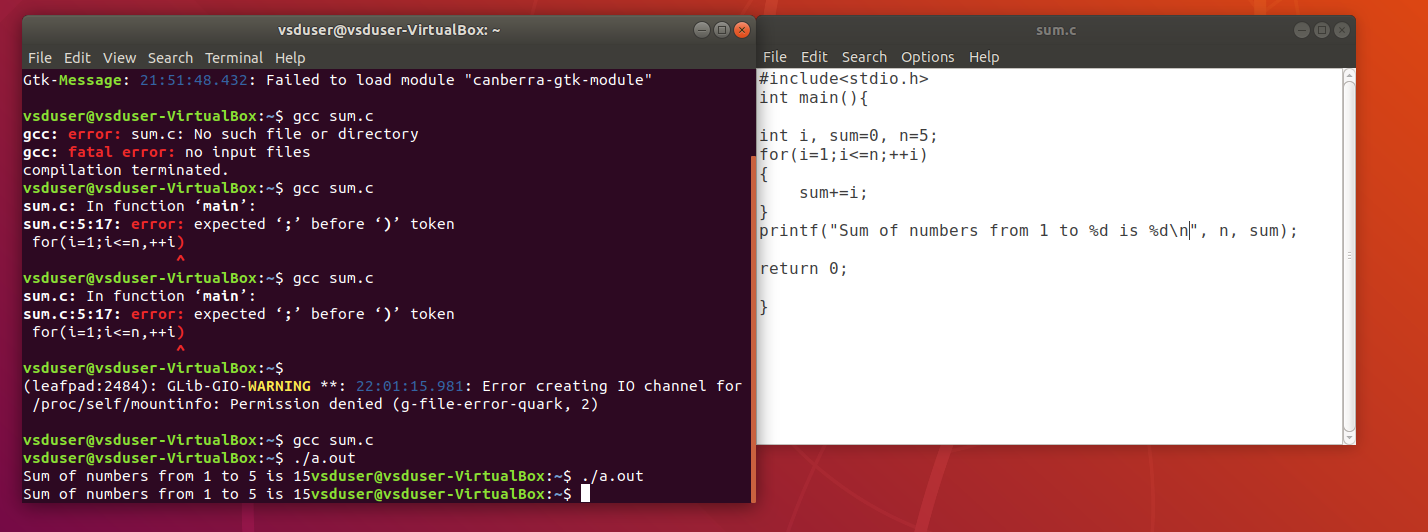 vsduser@vsduser-VirtualBox: ~
File Edit View Search Terminal Help
Gtk-Message: 21:51:48.432: Failed to load module "canberra-gtk-module"
vsduser@vsduser-VirtualBox:~$ gcc sum.c
gcc: error: sum.c: No such file or directory
gcc: fatal error: no input files
compilation terminated.
vsduser@vsduser-VirtualBox:~$ gcc sum.c
sum.c: In function ‘main’:
sum.c:5:17: error: expected ‘;’ before ‘)’ token
for(i=1;i<=n,++i)
^
vsduser@vsduser-VirtualBox:~$ gcc sum.c
sum.c: In function ‘main’:
sum.c:5:17: error: expected ‘;’ before ‘)’ token
for(i=1;i<=n,++i)
^
vsduser@vsduser-VirtualBox:~$
(leafpad:2484): GLib-GIO-WARNING **: 22:01:15.981: Error creating IO channel for
/proc/self/mountinfo: Permission denied (g-file-error-quark, 2)
vsduser@vsduser-VirtualBox:~$ gcc sum.c
vsduser@vsduser-VirtualBox:~$ ./a.out
Sum of numbers from 1 to 5 is 15vsduser@vsduser-VirtualBox:~$ ./a.out
Sum of numbers from 1 to 5 is 15vsduser@vsduser-VirtualBox:~$
sum.c
File Edit Search Options Help
#include<stdio.h>
int main(){
int i, sum=0, n=5;
for(i=1;i<=n;++i)
{
sum+=i;
}
printf("Sum of numbers from 1 to %d is %d\n", n, sum);
return 0;
}